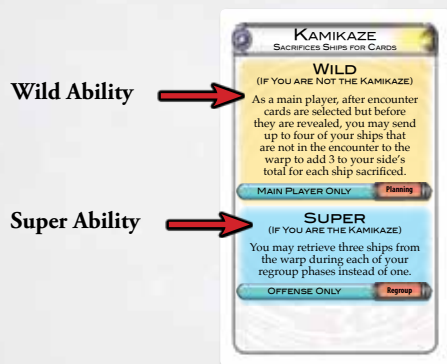 KAMIKAZE
SACRIFICES SHIPS FOR CARDS
WILD
(IF YOU ARE NOT THE KAMIKAZE)
Wild Ability
As a main player, after encounter
cards are selected but before
they are revealed, you may send
up to four of your ships that
are not in the encounter to the
warp to add 3 to your side's
total for each ship sacrificed.
MAIN PLAYER ONLY
Planning
Super Ability
SUPER
(IF YOU ARE THE KAMIKAZE)
You may retrieve three ships from
the warp during each of your
regroup phases instead of one.
OFFENSE ONLY
Regroup